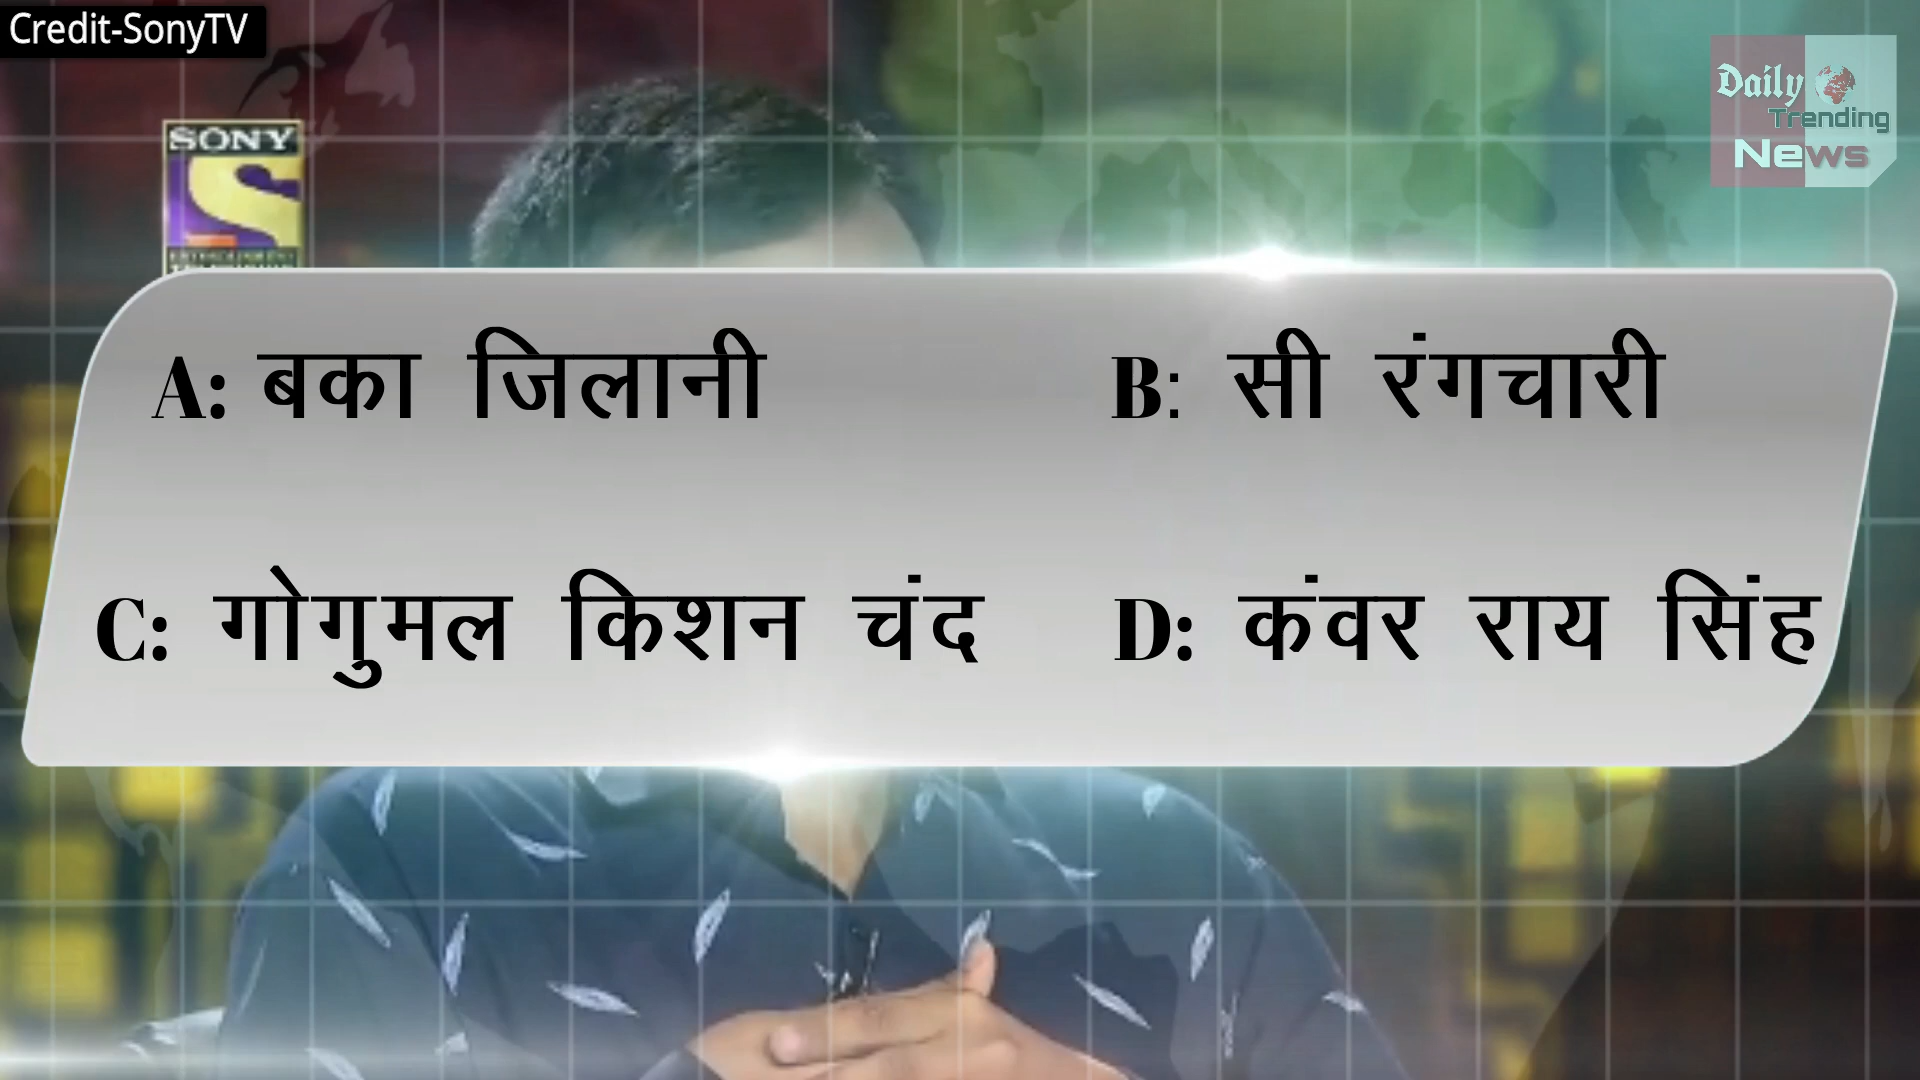 Credit-SonyTV
Daily
Trending
News
SONY
A: बका जिलानी
B: सी रंगचारी
C: गोगुमल किशन चंद
D: कंवर राय सिंह